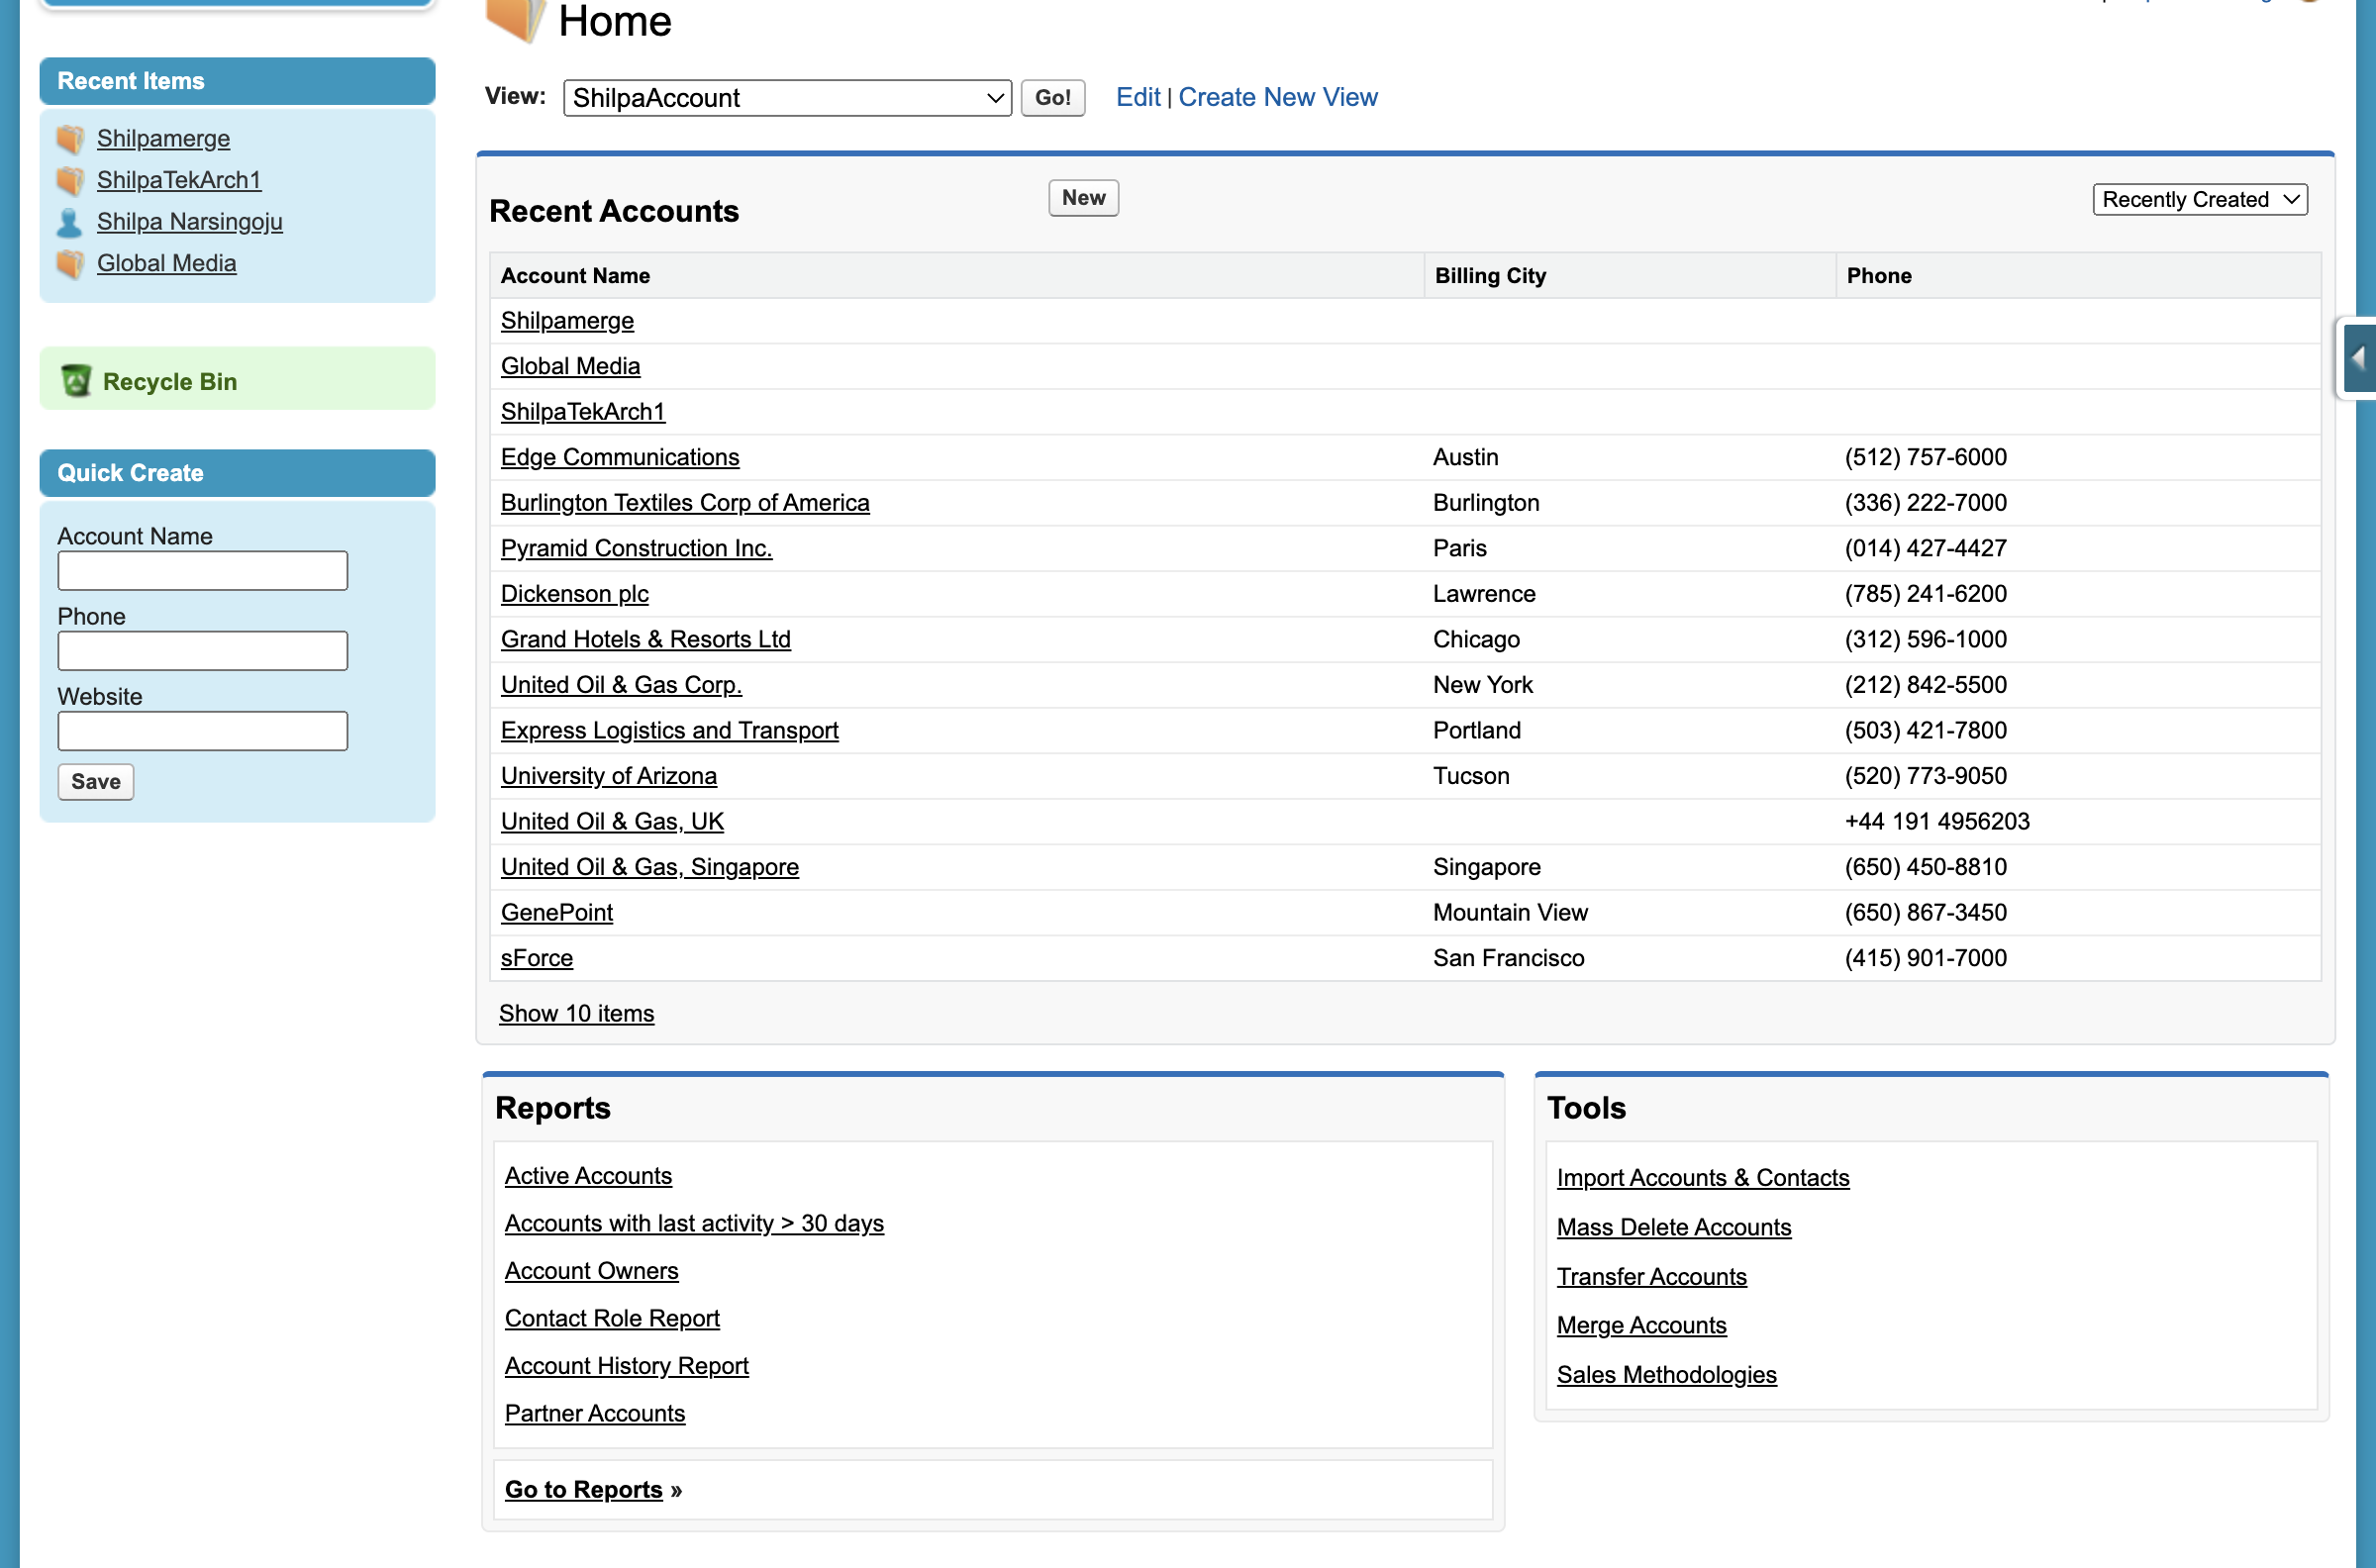 Home
Recent Items
Shilpamerge
ShilpaTekArch1
Shilpa Narsingoju
Global Media
Recycle Bin
Quick Create
Account Name
Phone
Website
Save
View: ShilpaAccount Go! Edit | Create New View
Recent Accounts New Recently Created
Account Name Billing City Phone
Shilpamerge
Global Media
ShilpaTekArch1
Edge Communications Austin (512) 757-6000
Burlington Textiles Corp of America Burlington (336) 222-7000
Pyramid Construction Inc. Paris (014) 427-4427
Dickenson plc Lawrence (785) 241-6200
Grand Hotels & Resorts Ltd Chicago (312) 596-1000
United Oil & Gas Corp. New York (212) 842-5500
Express Logistics and Transport Portland (503) 421-7800
University of Arizona Tucson (520) 773-9050
United Oil & Gas, UK +44 191 4956203
United Oil & Gas, Singapore Singapore (650) 450-8810
GenePoint Mountain View (650) 867-3450
sForce San Francisco (415) 901-7000
Show 10 items
Reports
Active Accounts
Accounts with last activity > 30 days
Account Owners
Contact Role Report
Account History Report
Partner Accounts
Go to Reports »
Tools
Import Accounts & Contacts
Mass Delete Accounts
Transfer Accounts
Merge Accounts
Sales Methodologies